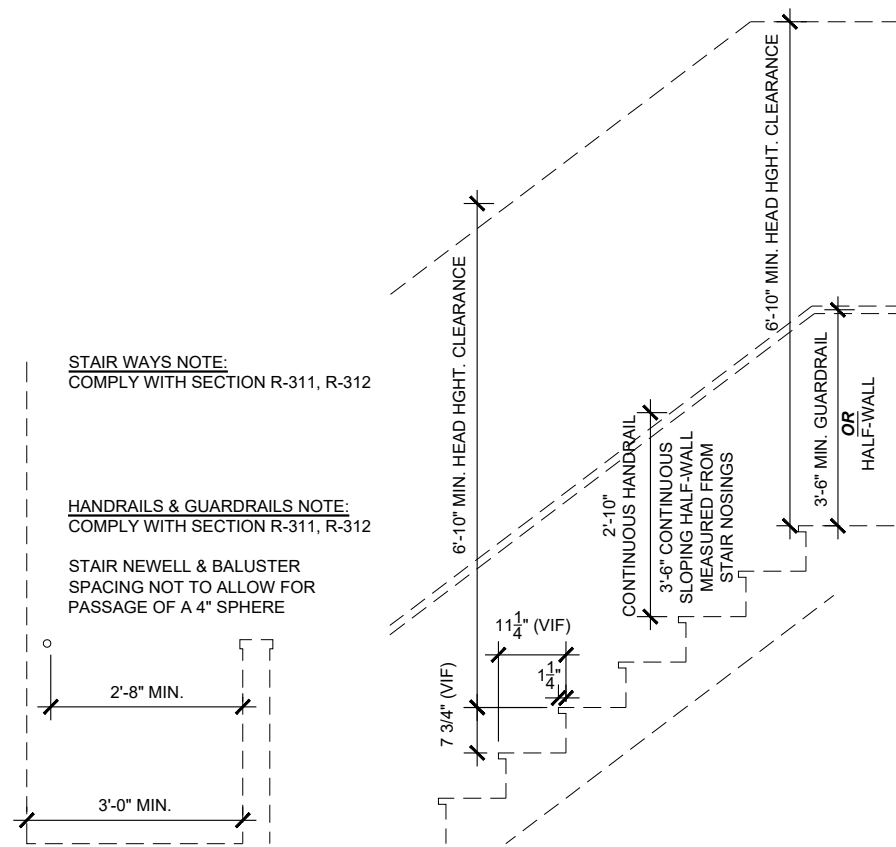 STAIR WAYS NOTE:
COMPLY WITH SECTION R-311, R-312
HANDRAILS & GUARDRAILS NOTE:
COMPLY WITH SECTION R-311, R-312
STAIR NEWELL & BALUSTER
SPACING NOT TO ALLOW FOR
PASSAGE OF A 4" SPHERE
2'-8" MIN.
3'-0" MIN.
6'-10" MIN. HEAD HGHT. CLEARANCE
7 3/4" (VIF)
11 1/4" (VIF)
1 1/4"
2'-10"
CONTINUOUS HANDRAIL
3'-6" CONTINUOUS
SLOPING HALF-WALL
MEASURED FROM
STAIR NOSINGS
6'-10" MIN. HEAD HGHT. CLEARANCE
3'-6" MIN. GUARDRAIL
OR
HALF-WALL